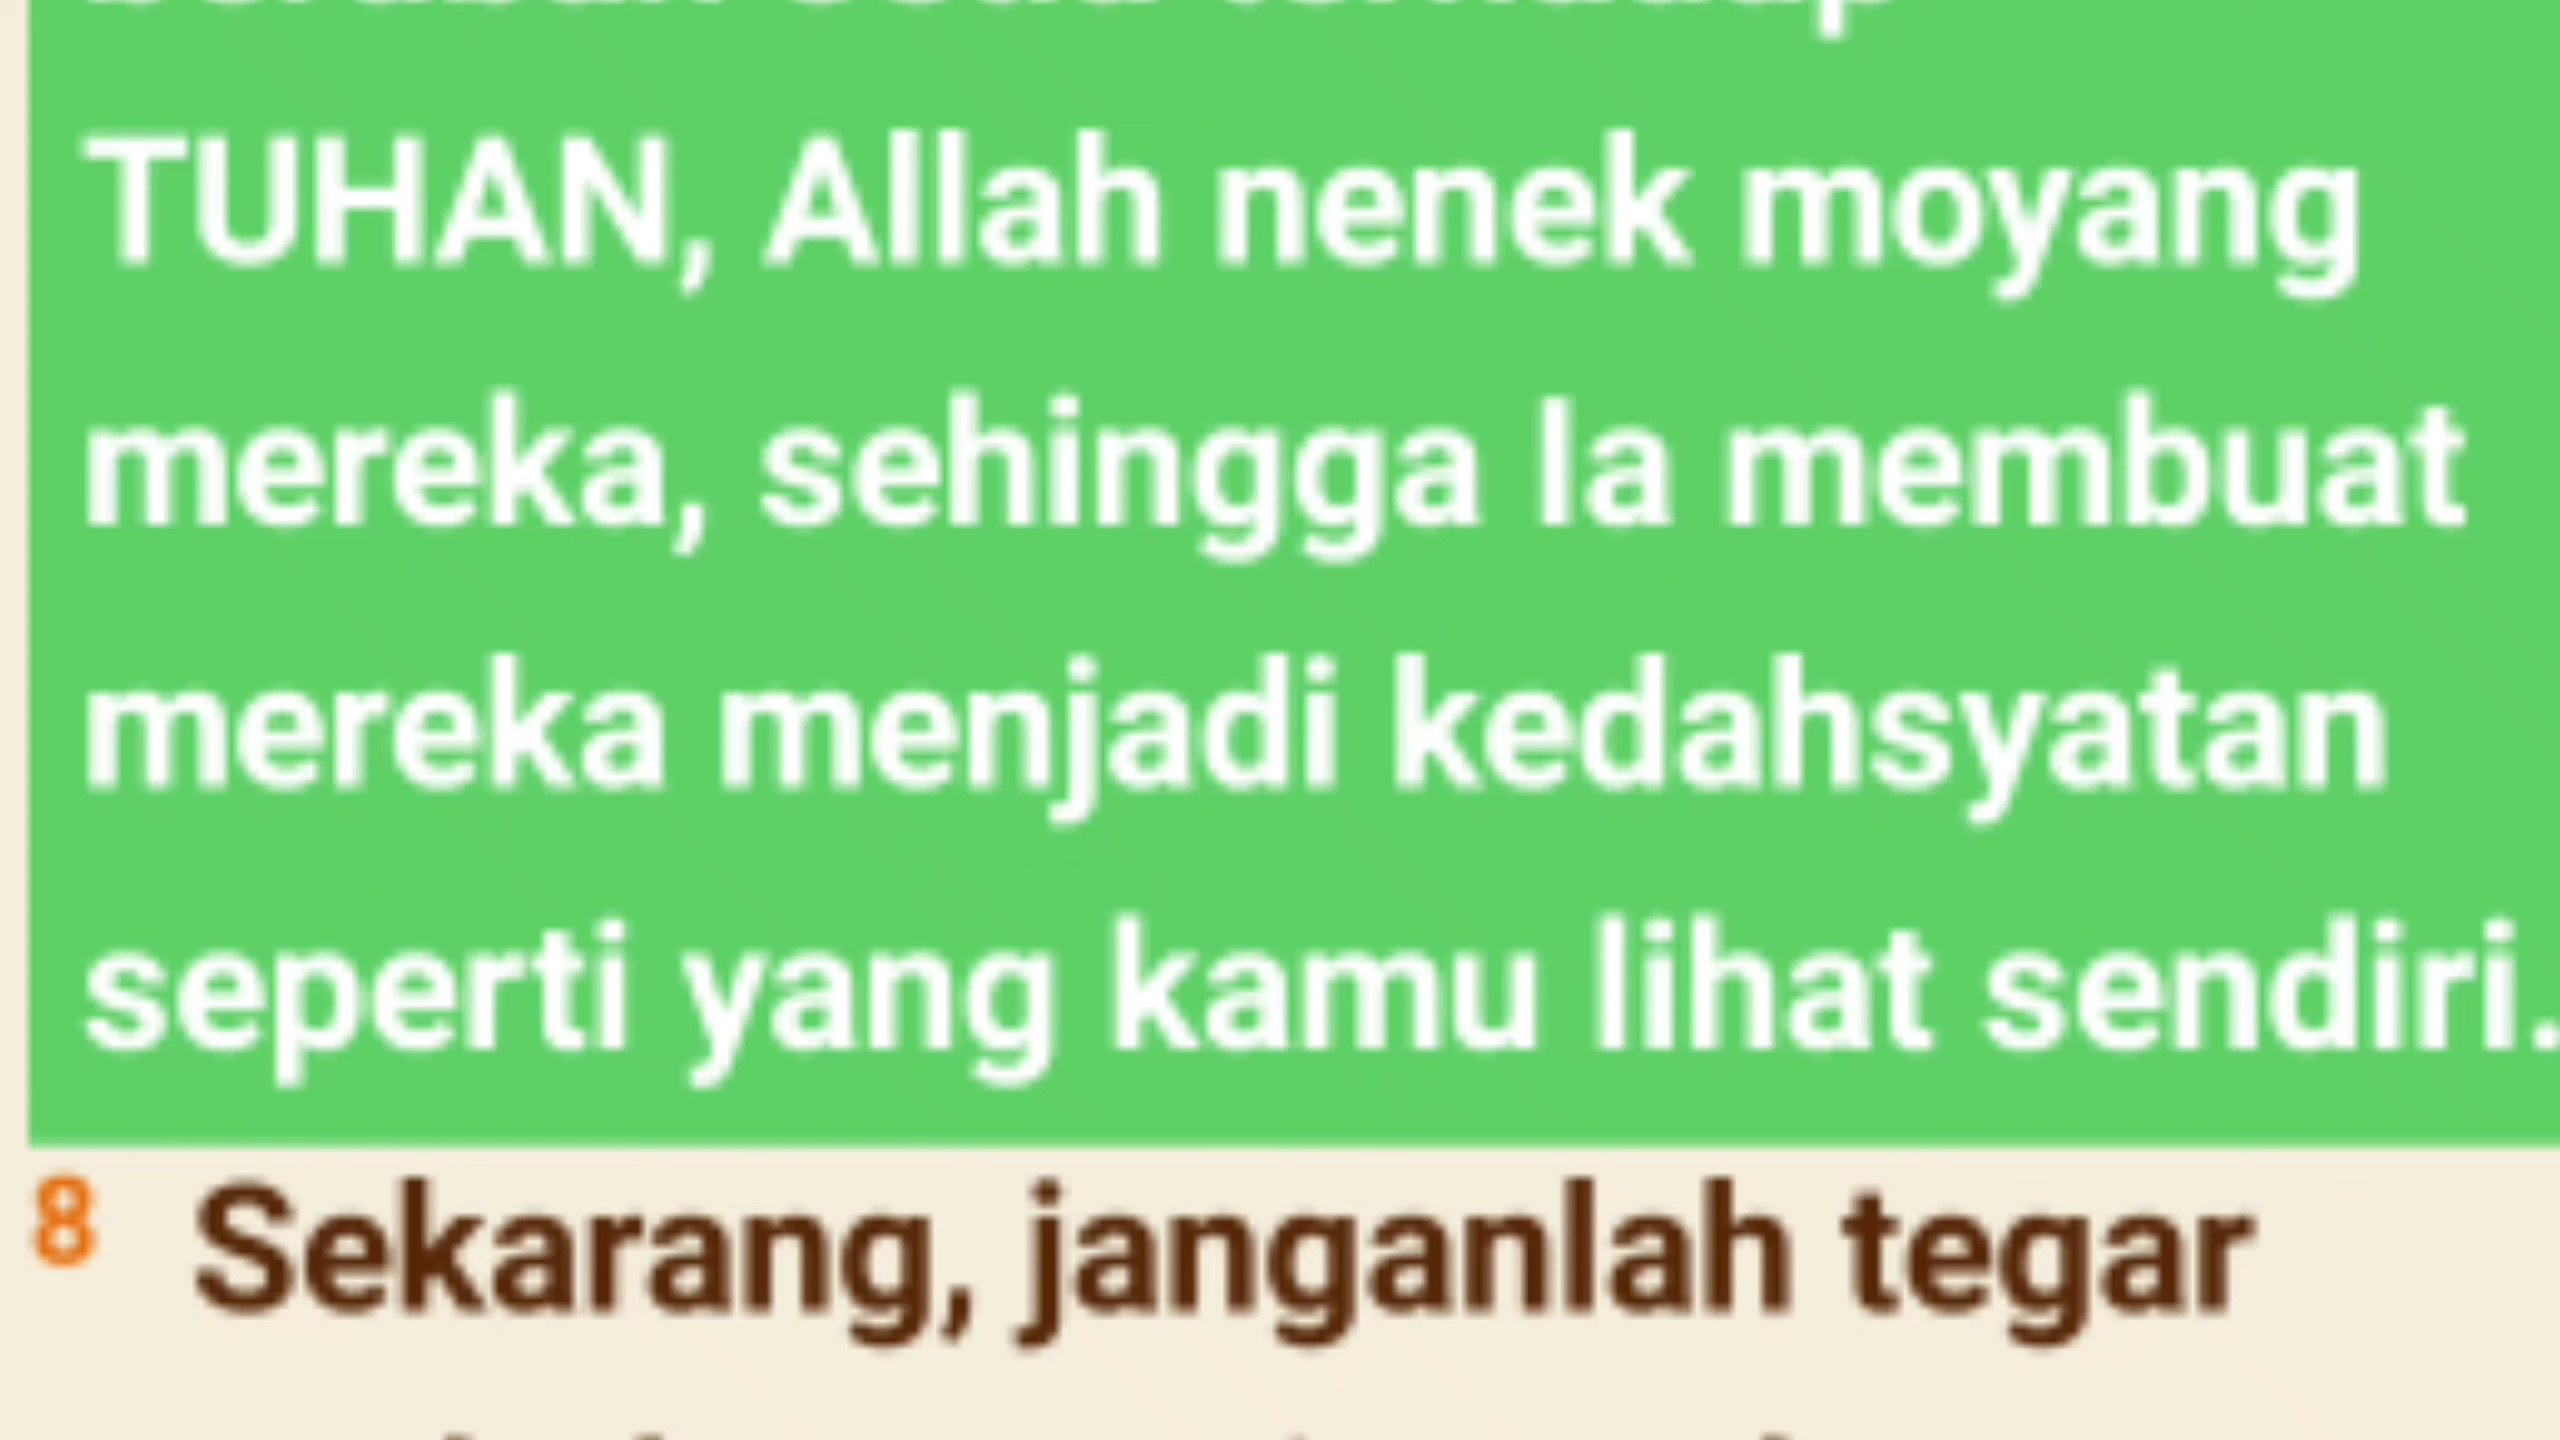 TUHAN, Allah nenek moyang
mereka, sehingga Ia membuat
mereka menjadi kedahsyatan
seperti yang kamu lihat sendiri.
8 Sekarang, janganlah tegar